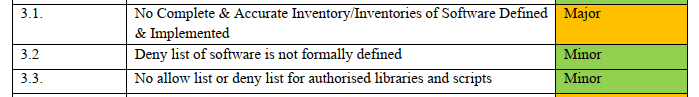 3.1. No Complete & Accurate Inventory/Inventories of Software Defined Major
& Implemented
3.2 Deny list of software is not formally defined Minor
3.3. No allow list or deny list for authorised libraries and scripts Minor